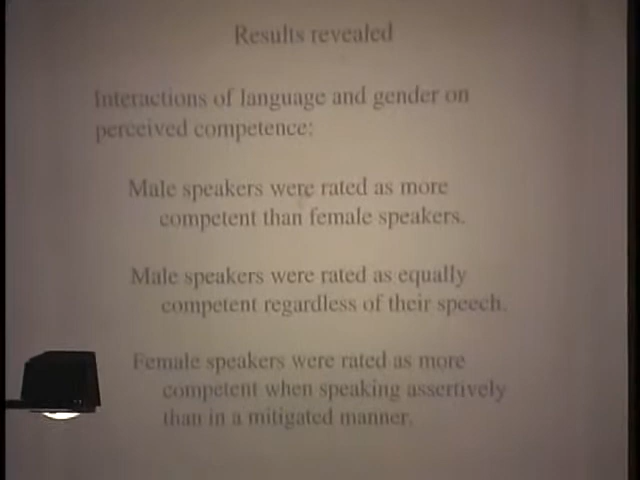 Results revealed
Interactions of language and gender on
perceived competence:
Male speakers were rated as more
competent than female speakers.
Male speakers were rated as equally
competent regardless of their speech.
Female speakers were rated as more
competent when speaking assertively
than in a mitigated manner.